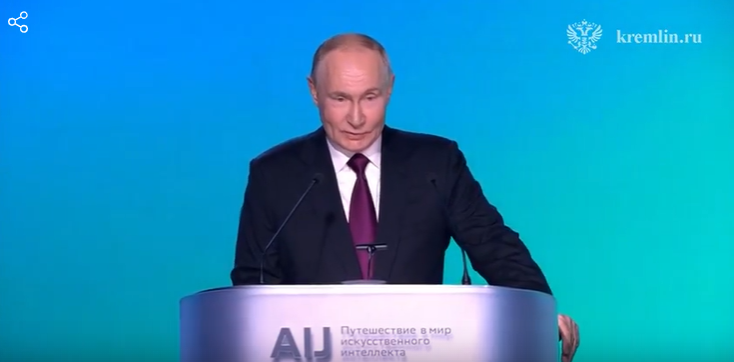 kremlin.ru
AIJ
Путешествие в мир
искусственного
интеллекта